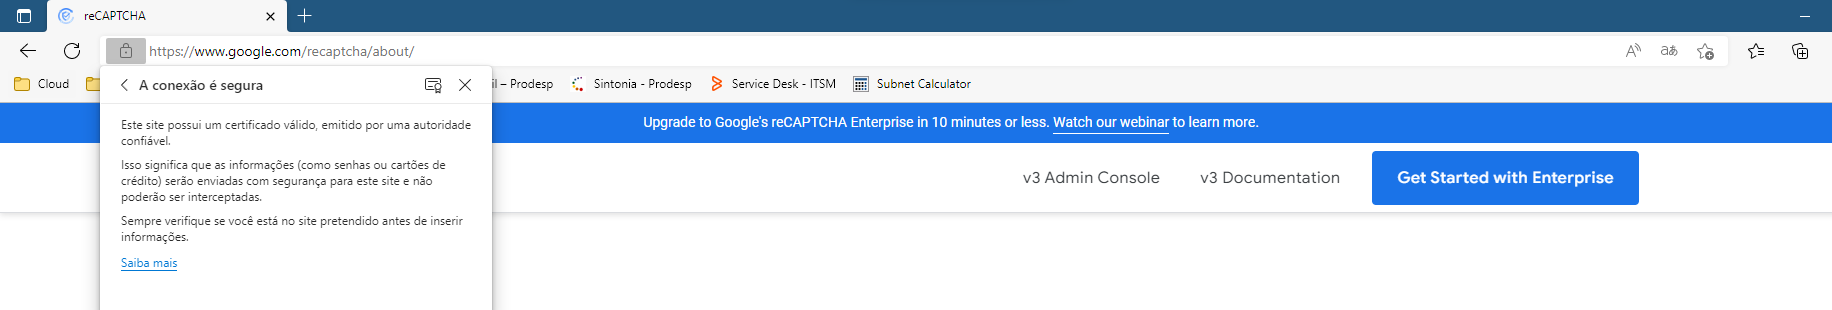 reCAPTCHA
https://www.google.com/recaptcha/about/
Cloud
il – Prodesp
Sintonia - Prodesp
Service Desk - ITSM
Subnet Calculator
A conexão é segura
Este site possui um certificado válido, emitido por uma autoridade
confiável.
Isso significa que as informações (como senhas ou cartões de
crédito) serão enviadas com segurança para este site e não
poderão ser interceptadas.
Sempre verifique se você está no site pretendido antes de inserir
informações.
Saiba mais
Upgrade to Google's reCAPTCHA Enterprise in 10 minutes or less. Watch our webinar to learn more.
v3 Admin Console
v3 Documentation
Get Started with Enterprise